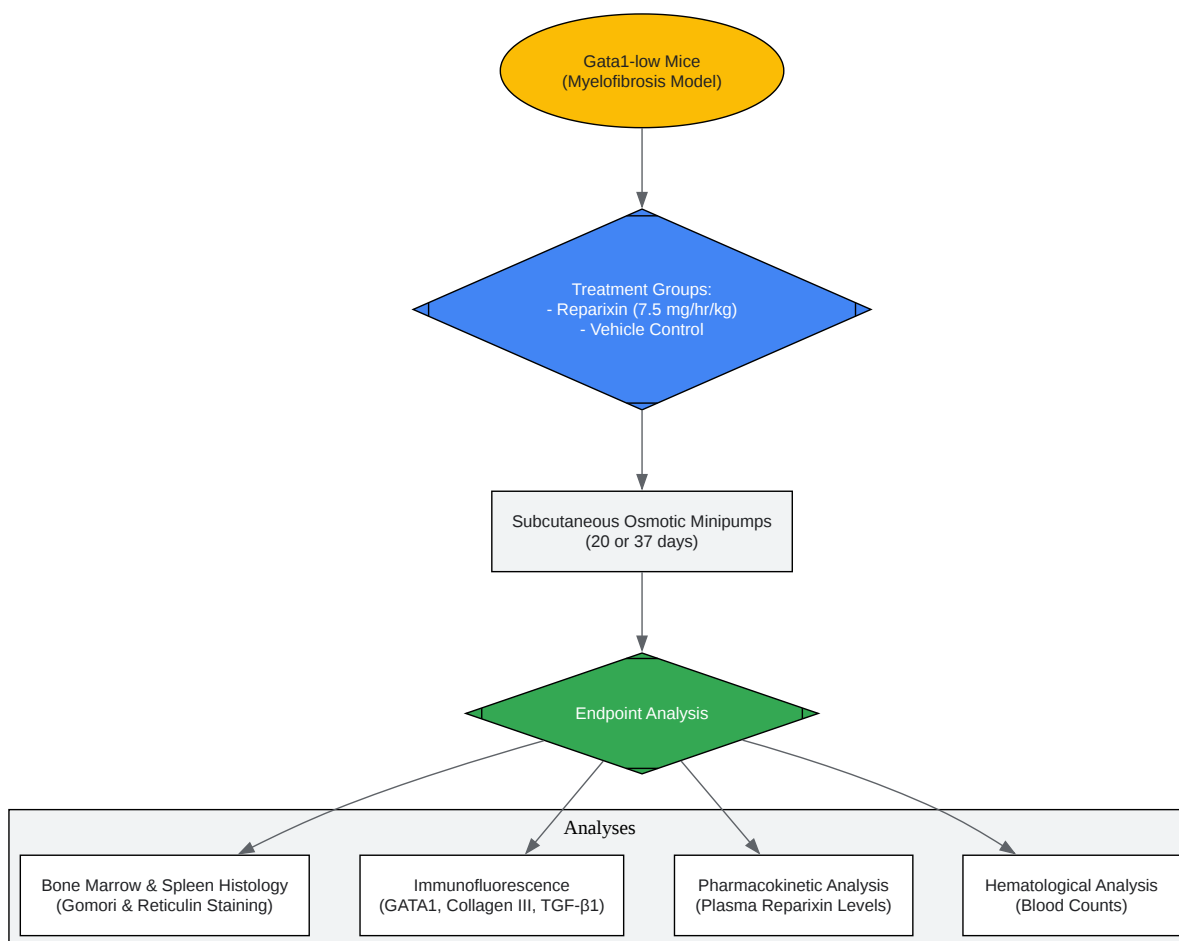 Gata1-low Mice
(Myelofibrosis Model)
Treatment Groups:
- Reparixin (7.5 mg/hr/kg)
- Vehicle Control
Subcutaneous Osmotic Minipumps
(20 or 37 days)
Endpoint Analysis
Analyses
Bone Marrow & Spleen Histology
(Gomori & Reticulin Staining)
Immunofluorescence
(GATA1, Collagen III, TGF-β1)
Pharmacokinetic Analysis
(Plasma Reparixin Levels)
Hematological Analysis
(Blood Counts)